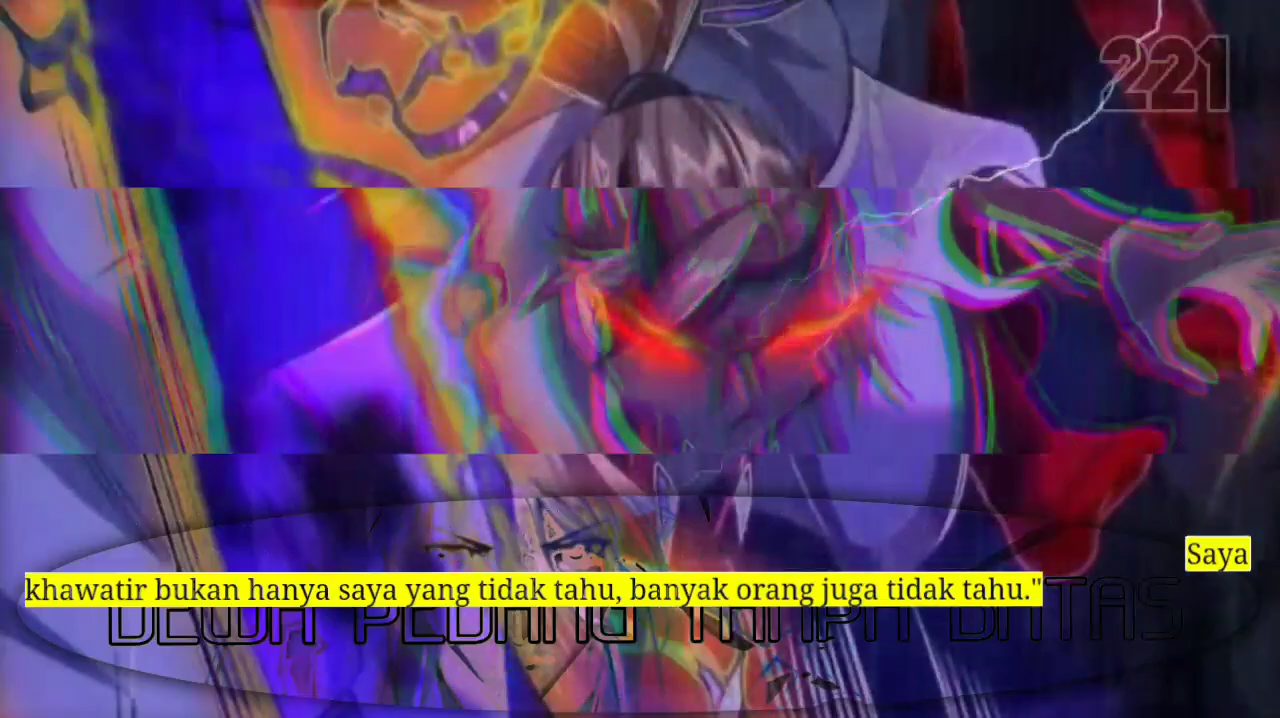 221
Saya
khawatir bukan hanya saya yang tidak tahu, banyak orang juga tidak tahu."
DEWA PEDANG TANPA BATAS